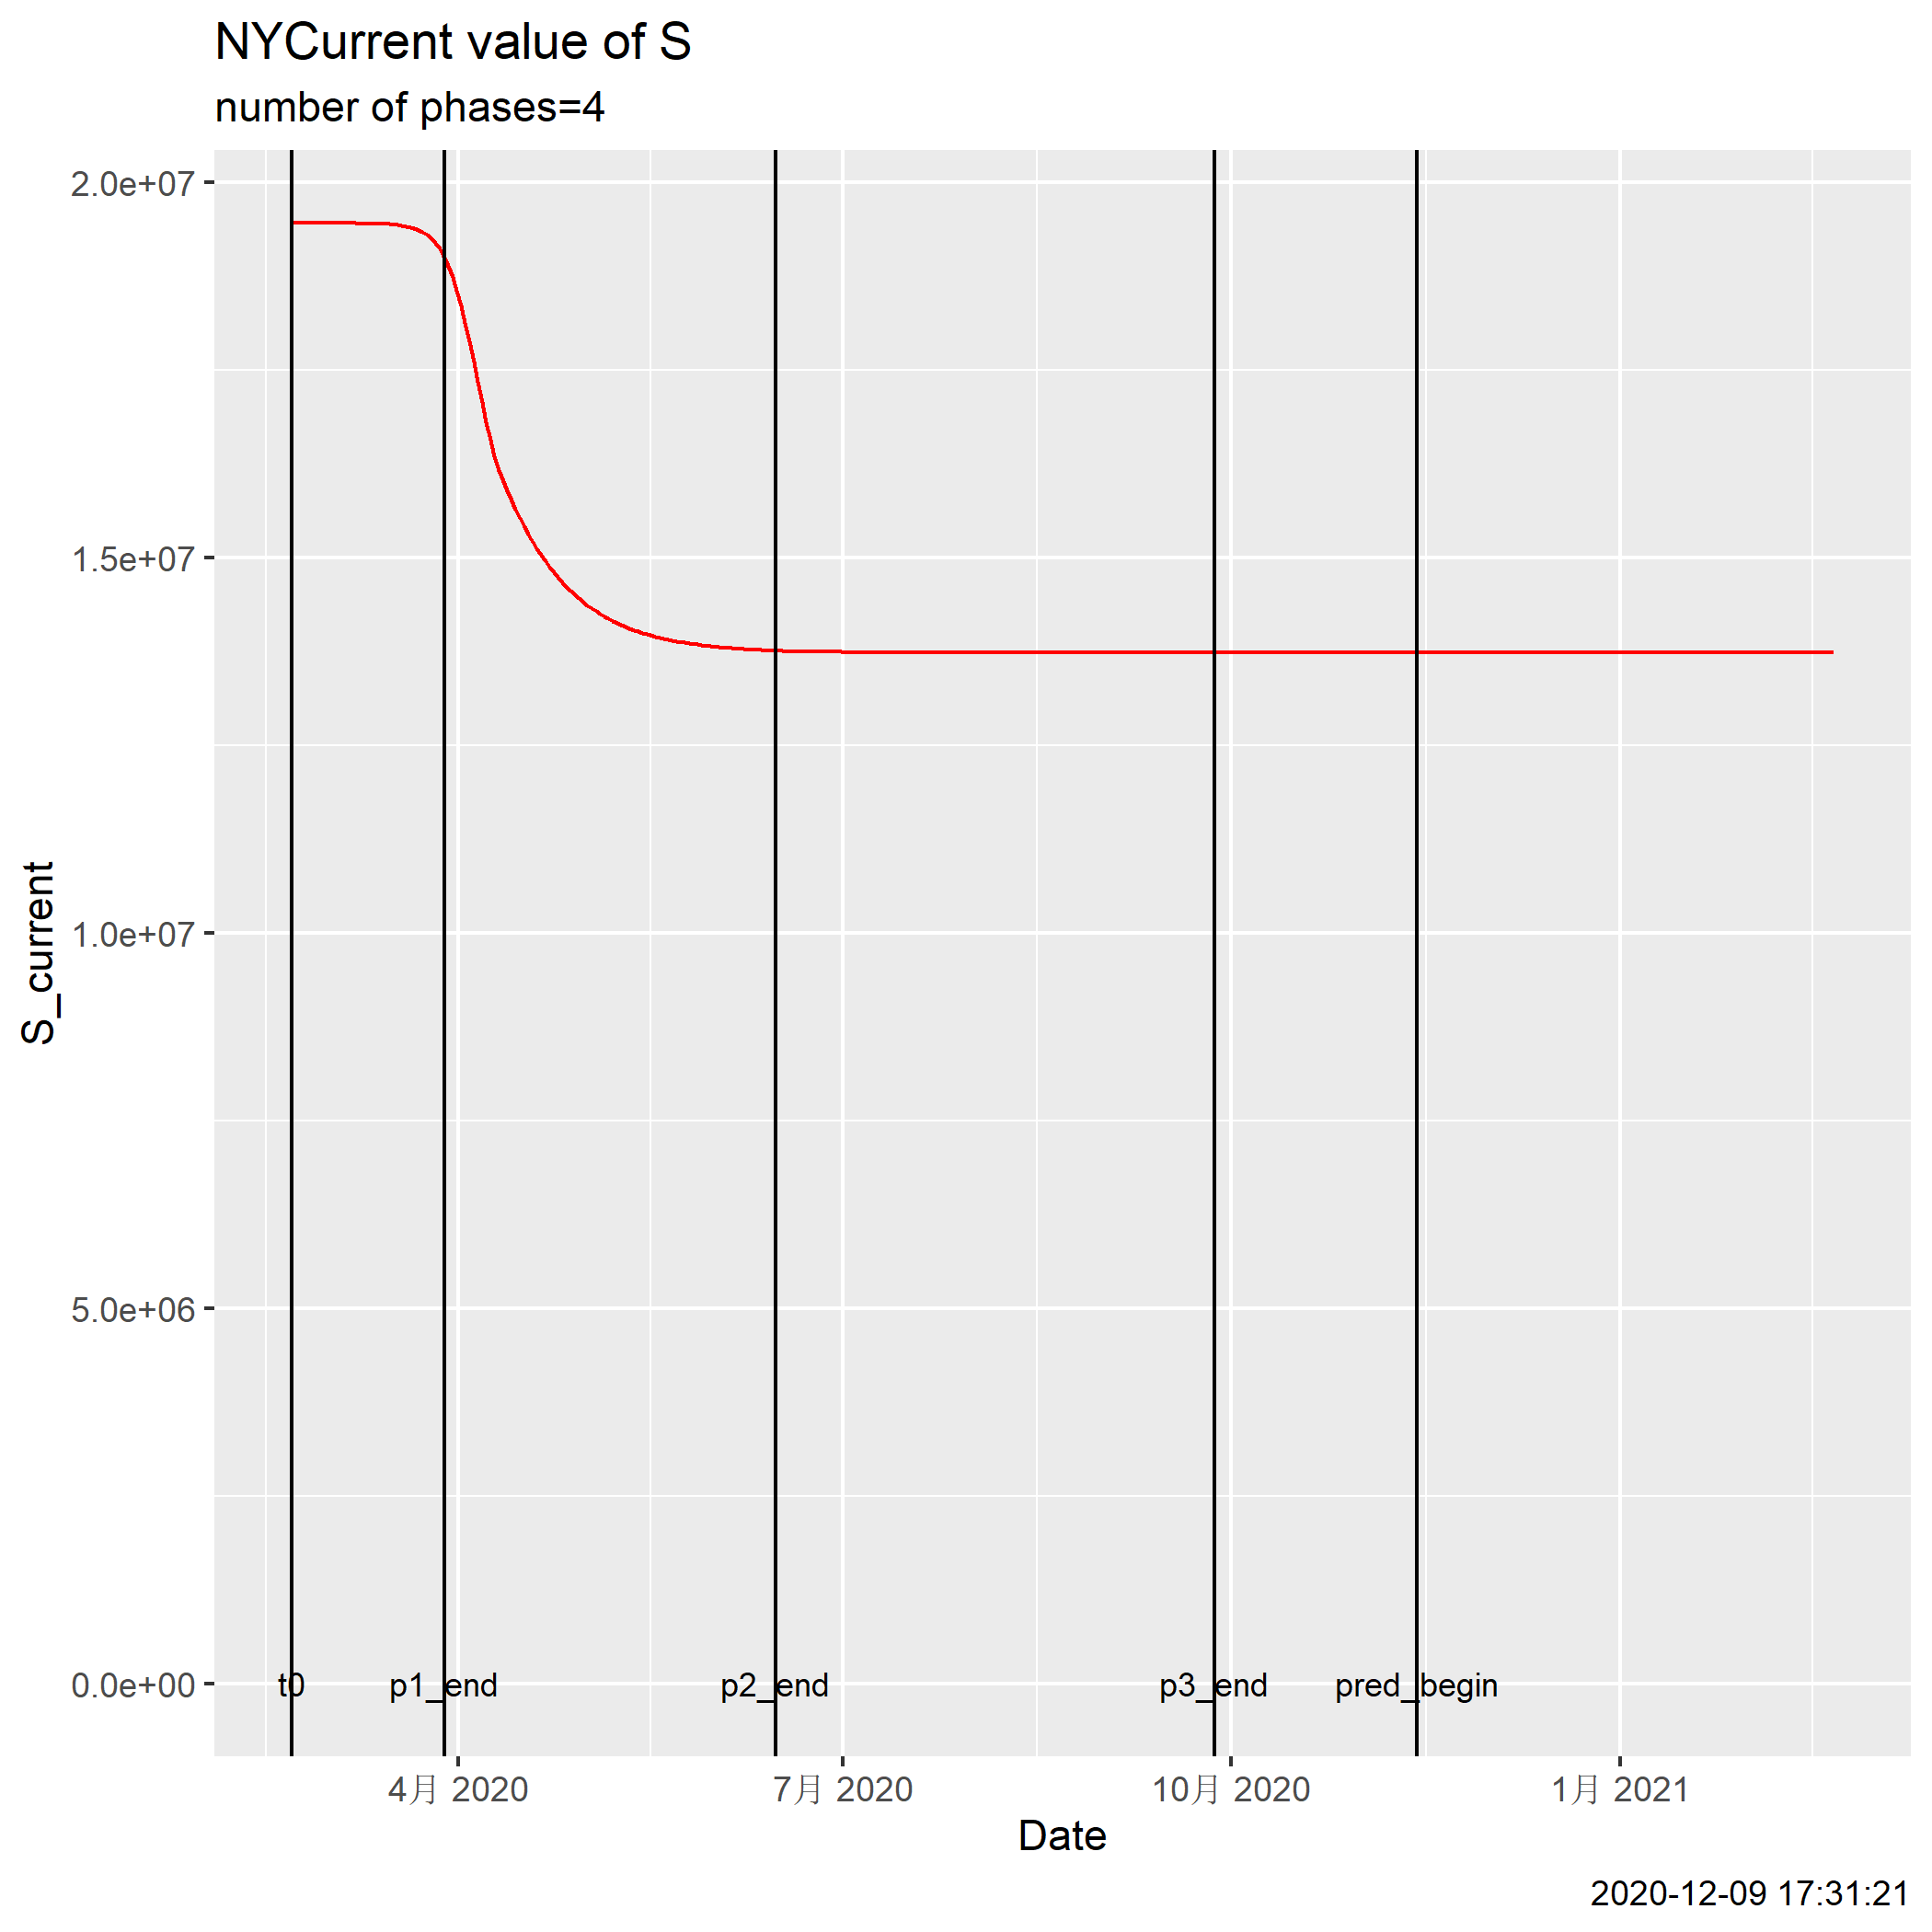 NYCurrent value of S
number of phases=4
S_current
2.0e+07
1.5e+07
1.0e+07
5.0e+06
0.0e+00
t0 p1_end p2_end p3_end pred_begin
4月 2020 7月 2020 10月 2020 1月 2021
Date
2020-12-09 17:31:21